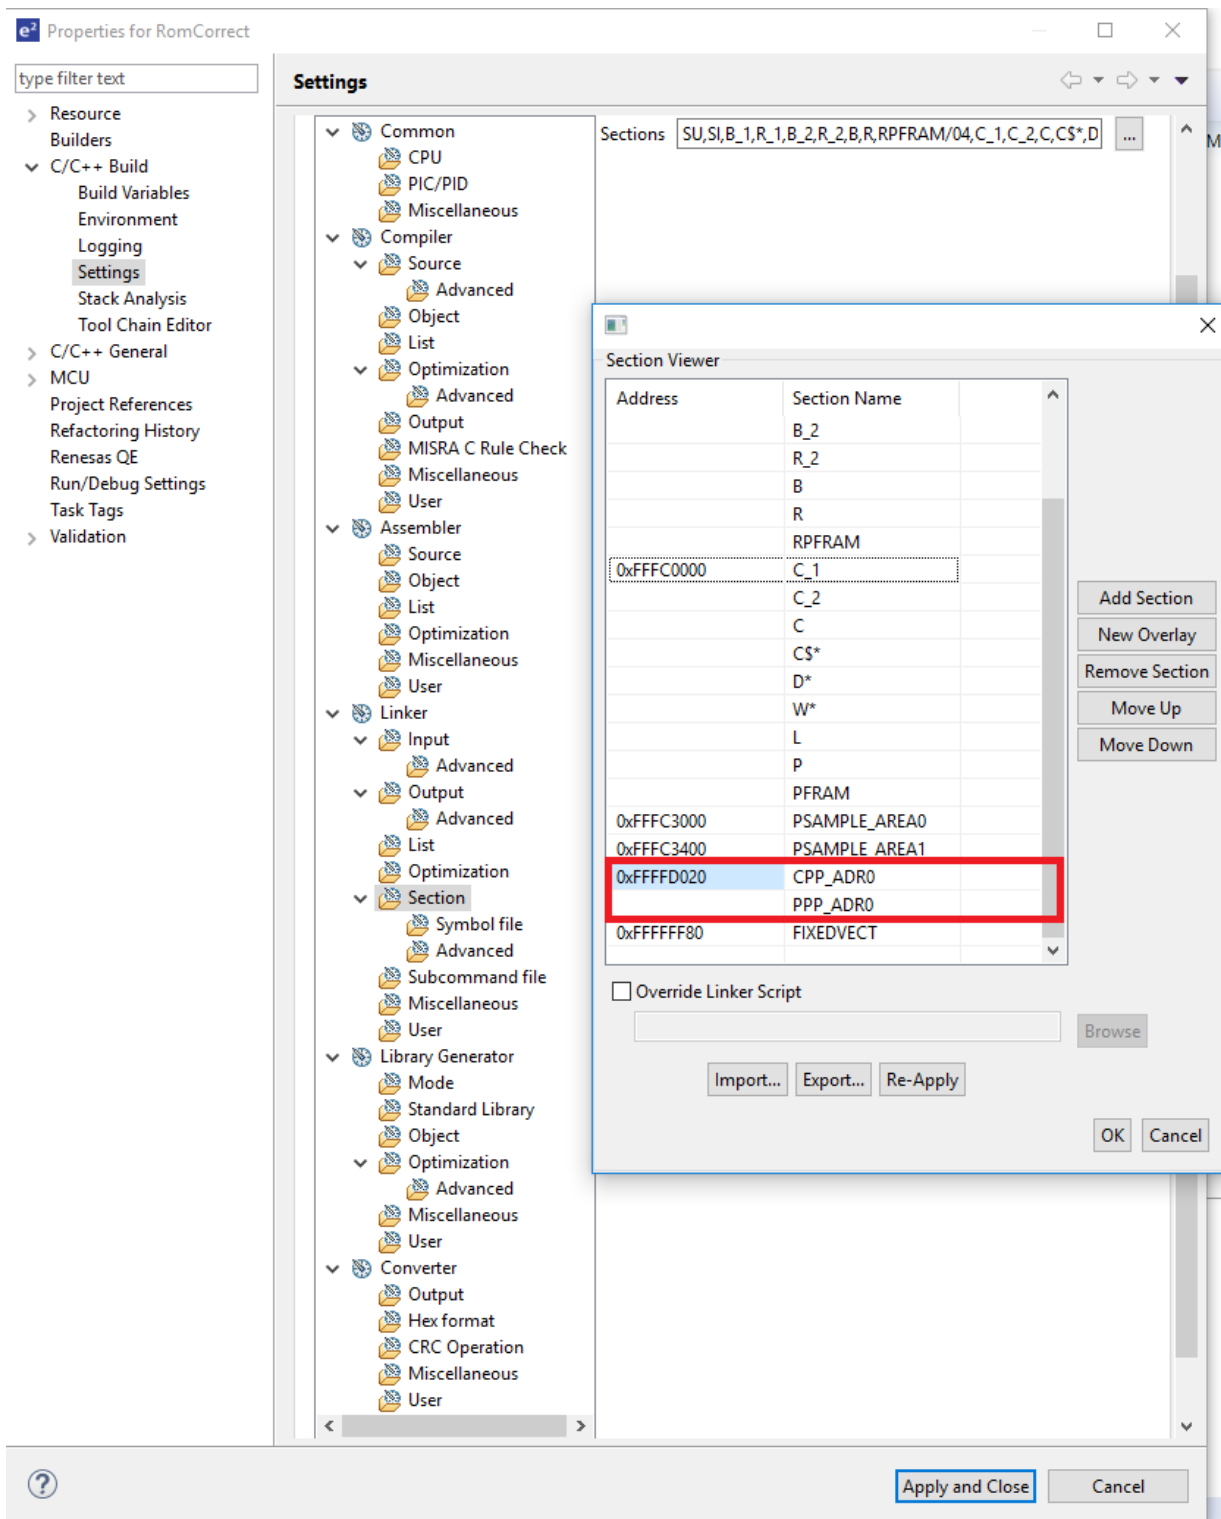 e² Properties for RomCorrect
type filter text
Resource
Builders
C/C++ Build
Build Variables
Environment
Logging
Settings
Stack Analysis
Tool Chain Editor
C/C++ General
MCU
Project References
Refactoring History
Renesas QE
Run/Debug Settings
Task Tags
Validation
Settings
Common
CPU
PIC/PID
Miscellaneous
Compiler
Source
Advanced
Object
List
Optimization
Advanced
Output
MISRA C Rule Check
Miscellaneous
User
Assembler
Source
Object
List
Optimization
Miscellaneous
User
Linker
Input
Advanced
Output
Advanced
List
Optimization
Section
Symbol file
Advanced
Subcommand file
Miscellaneous
User
Library Generator
Mode
Standard Library
Object
Optimization
Advanced
Miscellaneous
User
Converter
Output
Hex format
CRC Operation
Miscellaneous
User
Sections SU,SI,B_1,R_1,B_2,R_2,B,R,RPFRAM/04,C_1,C_2,C,C$*,D ...
M
Section Viewer
Address Section Name
B_2
R_2
B
R
RPFRAM
0xFFFC0000 C_1
C_2
C
C$*
D*
W*
L
P
PFRAM
0xFFFC3000 PSAMPLE_AREA0
0xFFFC3400 PSAMPLE_AREA1
0xFFFFD020 CPP_ADR0
PPP_ADR0
0xFFFFFF80 FIXEDVECT
Add Section
New Overlay
Remove Section
Move Up
Move Down
Override Linker Script
Browse
Import... Export... Re-Apply
OK Cancel
? Apply and Close Cancel